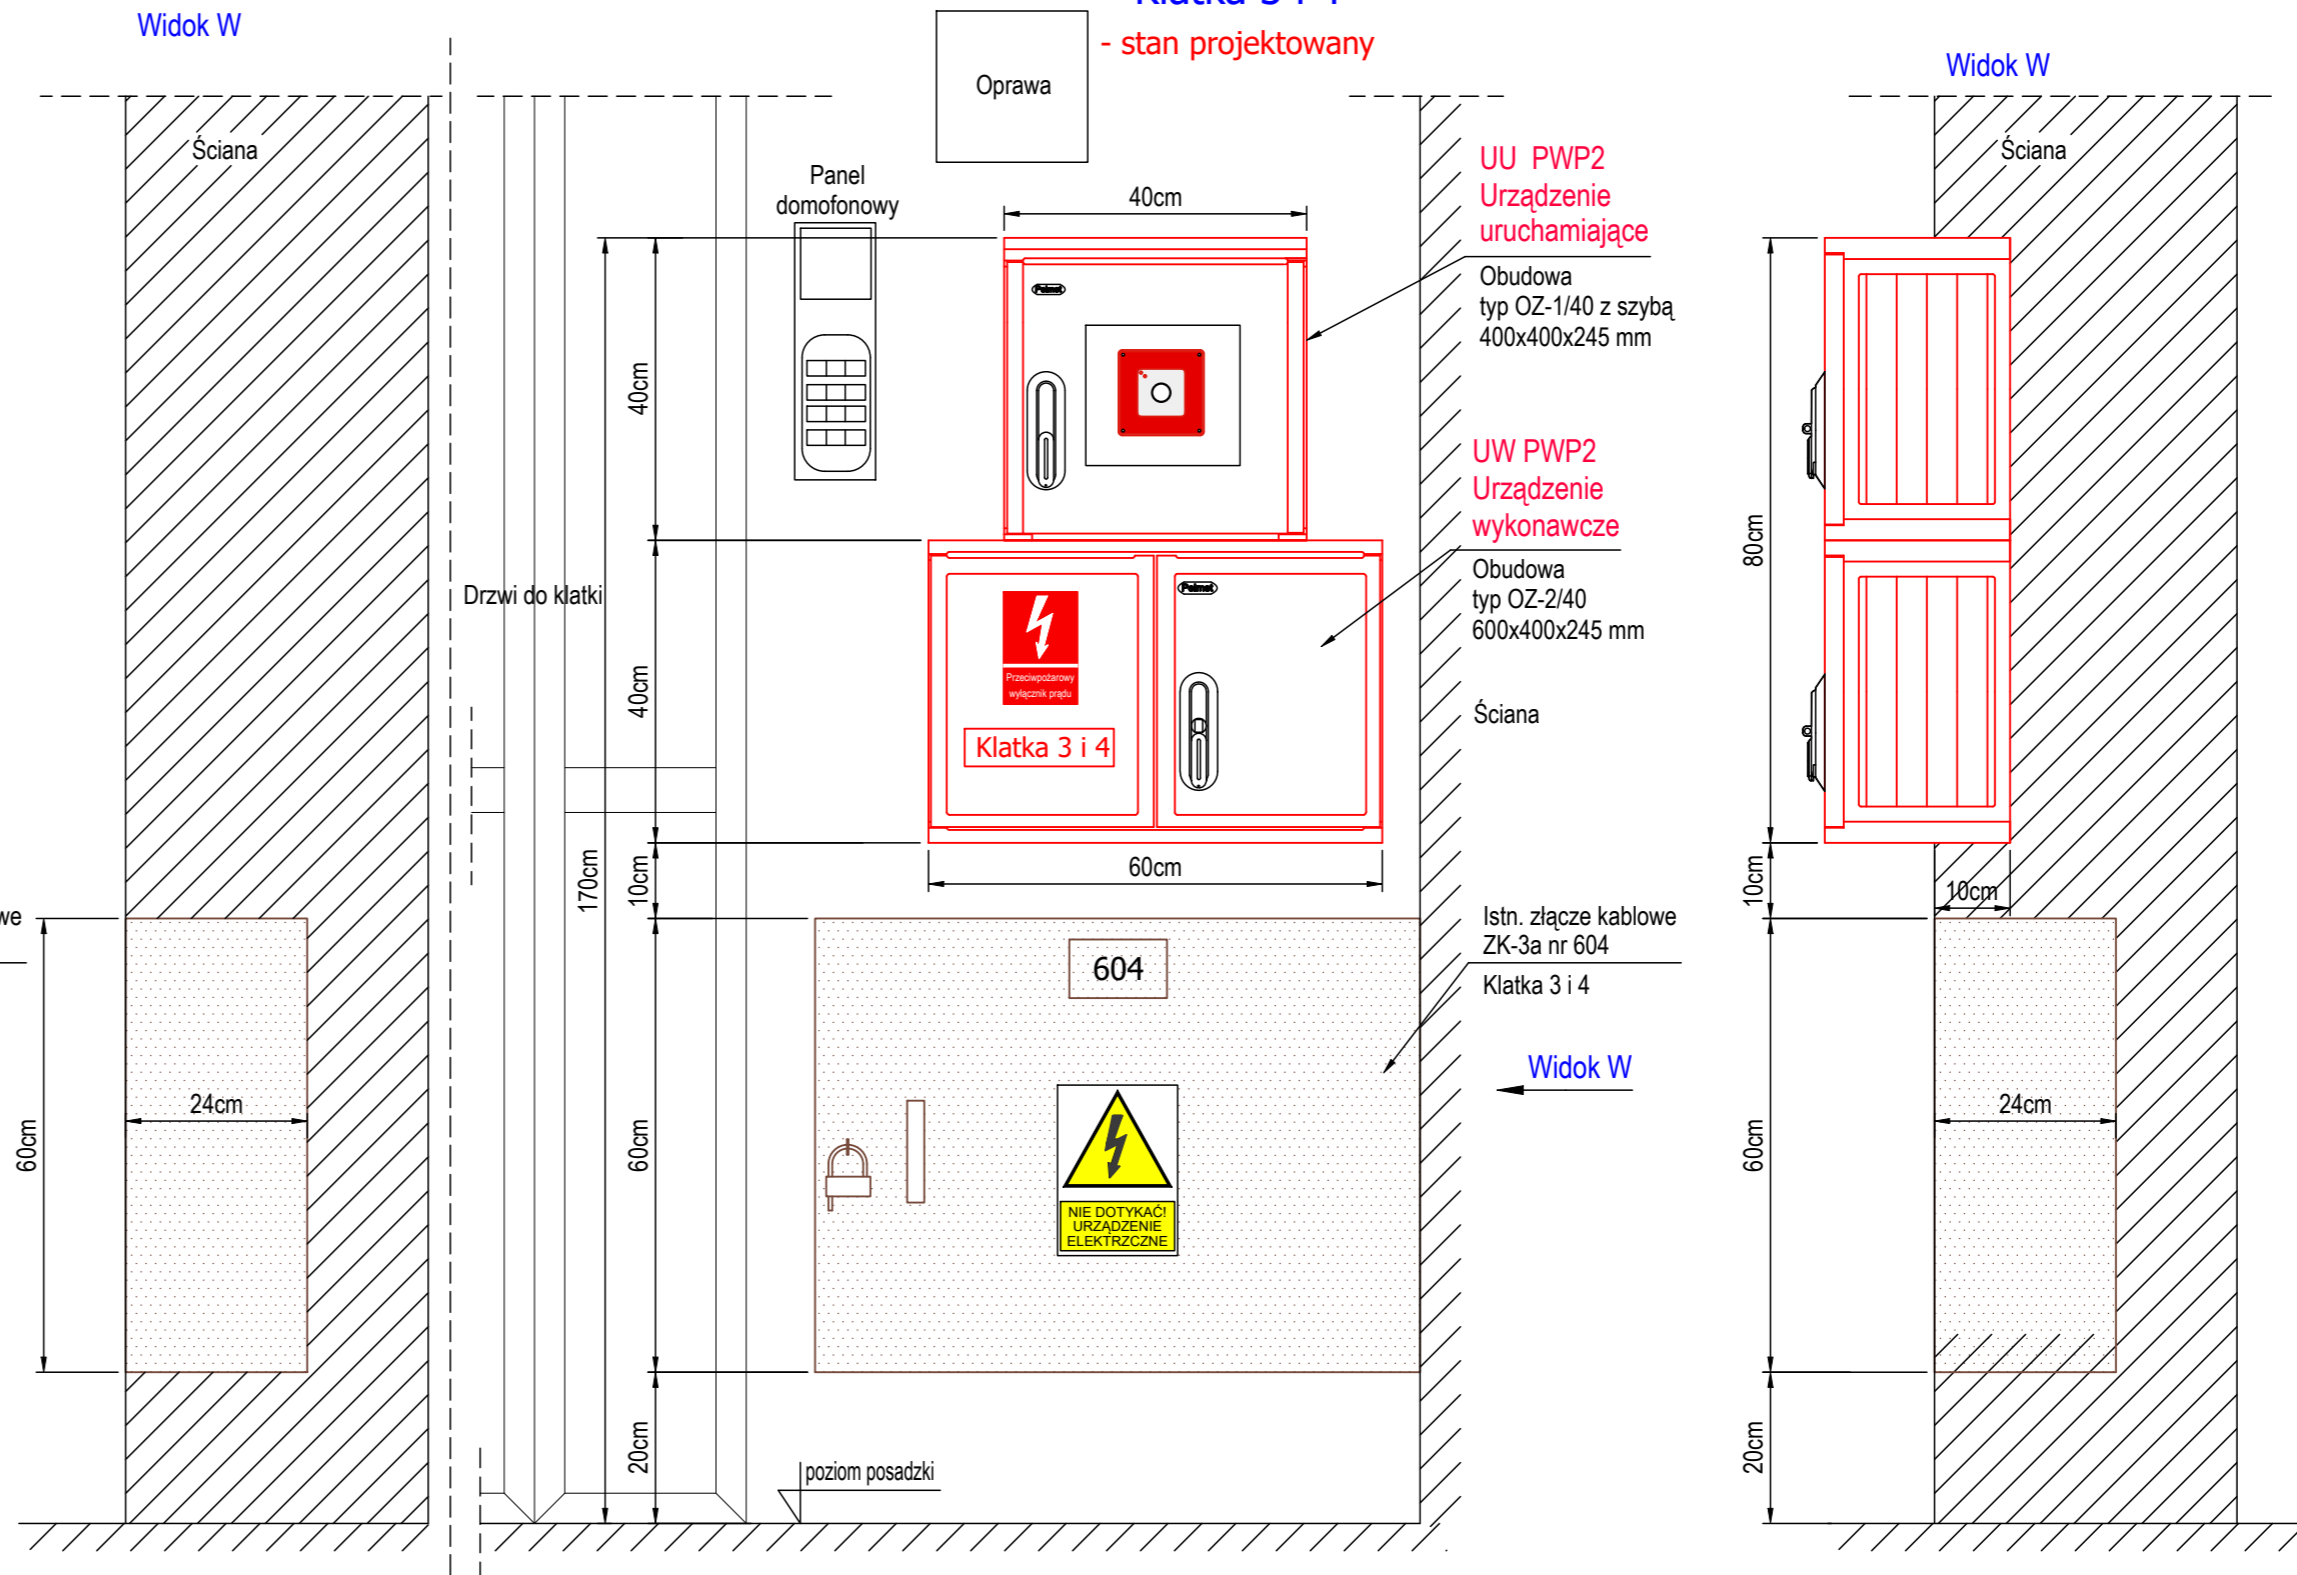 Widok W
- stan projektowany
Oprawa
Widok W
Ściana
Ściana
Panel
domofonowy
40cm
UU PWP2
Urządzenie
uruchamiające
Obudowa
typ OZ-1/40 z szybą
400x400x245 mm
Polmet
40cm
80cm
UW PWP2
Urządzenie
wykonawcze
Obudowa
typ OZ-2/40
600x400x245 mm
Drzwi do klatki
Polmet
Przeciwpożarowy
wyłącznik prądu
40cm
Klatka 3 i 4
Ściana
170cm
10cm
60cm
10cm
10cm
Istn. złącze kablowe
ZK-3a nr 604
Klatka 3 i 4
604
Widok W
24cm
60cm
60cm
24cm
60cm
NIE DOTYKAĆ!
URZĄDZENIE
ELEKTRZCZNE
20cm
poziom posadzki
20cm